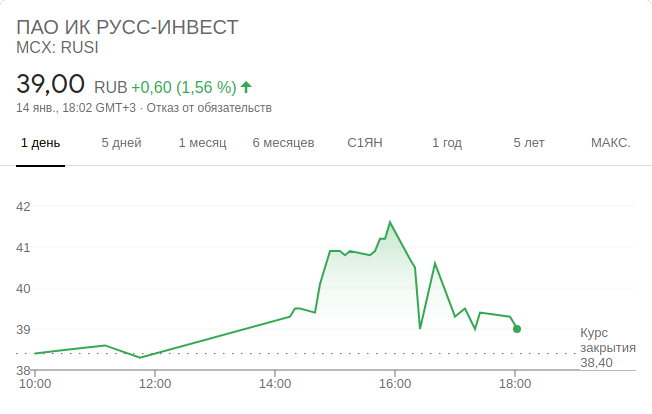 ПАО ИК РУСС-ИНВЕСТ
MCX: RUSI
39,00 RUB +0,60 (1,56 %)
14 янв., 18:02 GMT+3 · Отказ от обязательств
1 день 5 дней 1 месяц 6 месяцев С1ЯН 1 год 5 лет МАКС.
42
41
40
39
Курс
закрытия
38,40
38
10:00 12:00 14:00 16:00 18:00